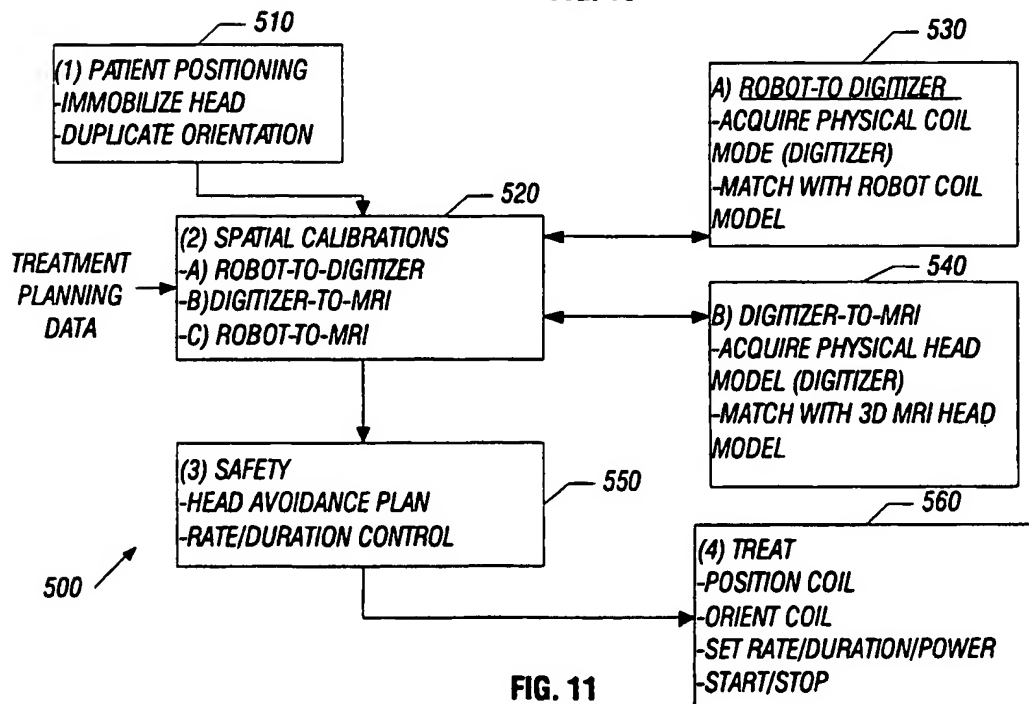 510
(1) PATIENT POSITIONING
-IMMOBILIZE HEAD
-DUPLICATE ORIENTATION
530
A) ROBOT-TO DIGITIZER
-ACQUIRE PHYSICAL COIL
MODE (DIGITIZER)
-MATCH WITH ROBOT COIL
MODEL
520
(2) SPATIAL CALIBRATIONS
-A) ROBOT-TO-DIGITIZER
-B)DIGITIZER-TO-MRI
-C) ROBOT-TO-MRI
TREATMENT
PLANNING
DATA
540
B) DIGITIZER-TO-MRI
-ACQUIRE PHYSICAL HEAD
MODEL (DIGITIZER)
-MATCH WITH 3D MRI HEAD
MODEL
550
(3) SAFETY
-HEAD AVOIDANCE PLAN
-RATE/DURATION CONTROL
500
560
(4) TREAT
-POSITION COIL
-ORIENT COIL
-SET RATE/DURATION/POWER
-START/STOP
FIG. 11